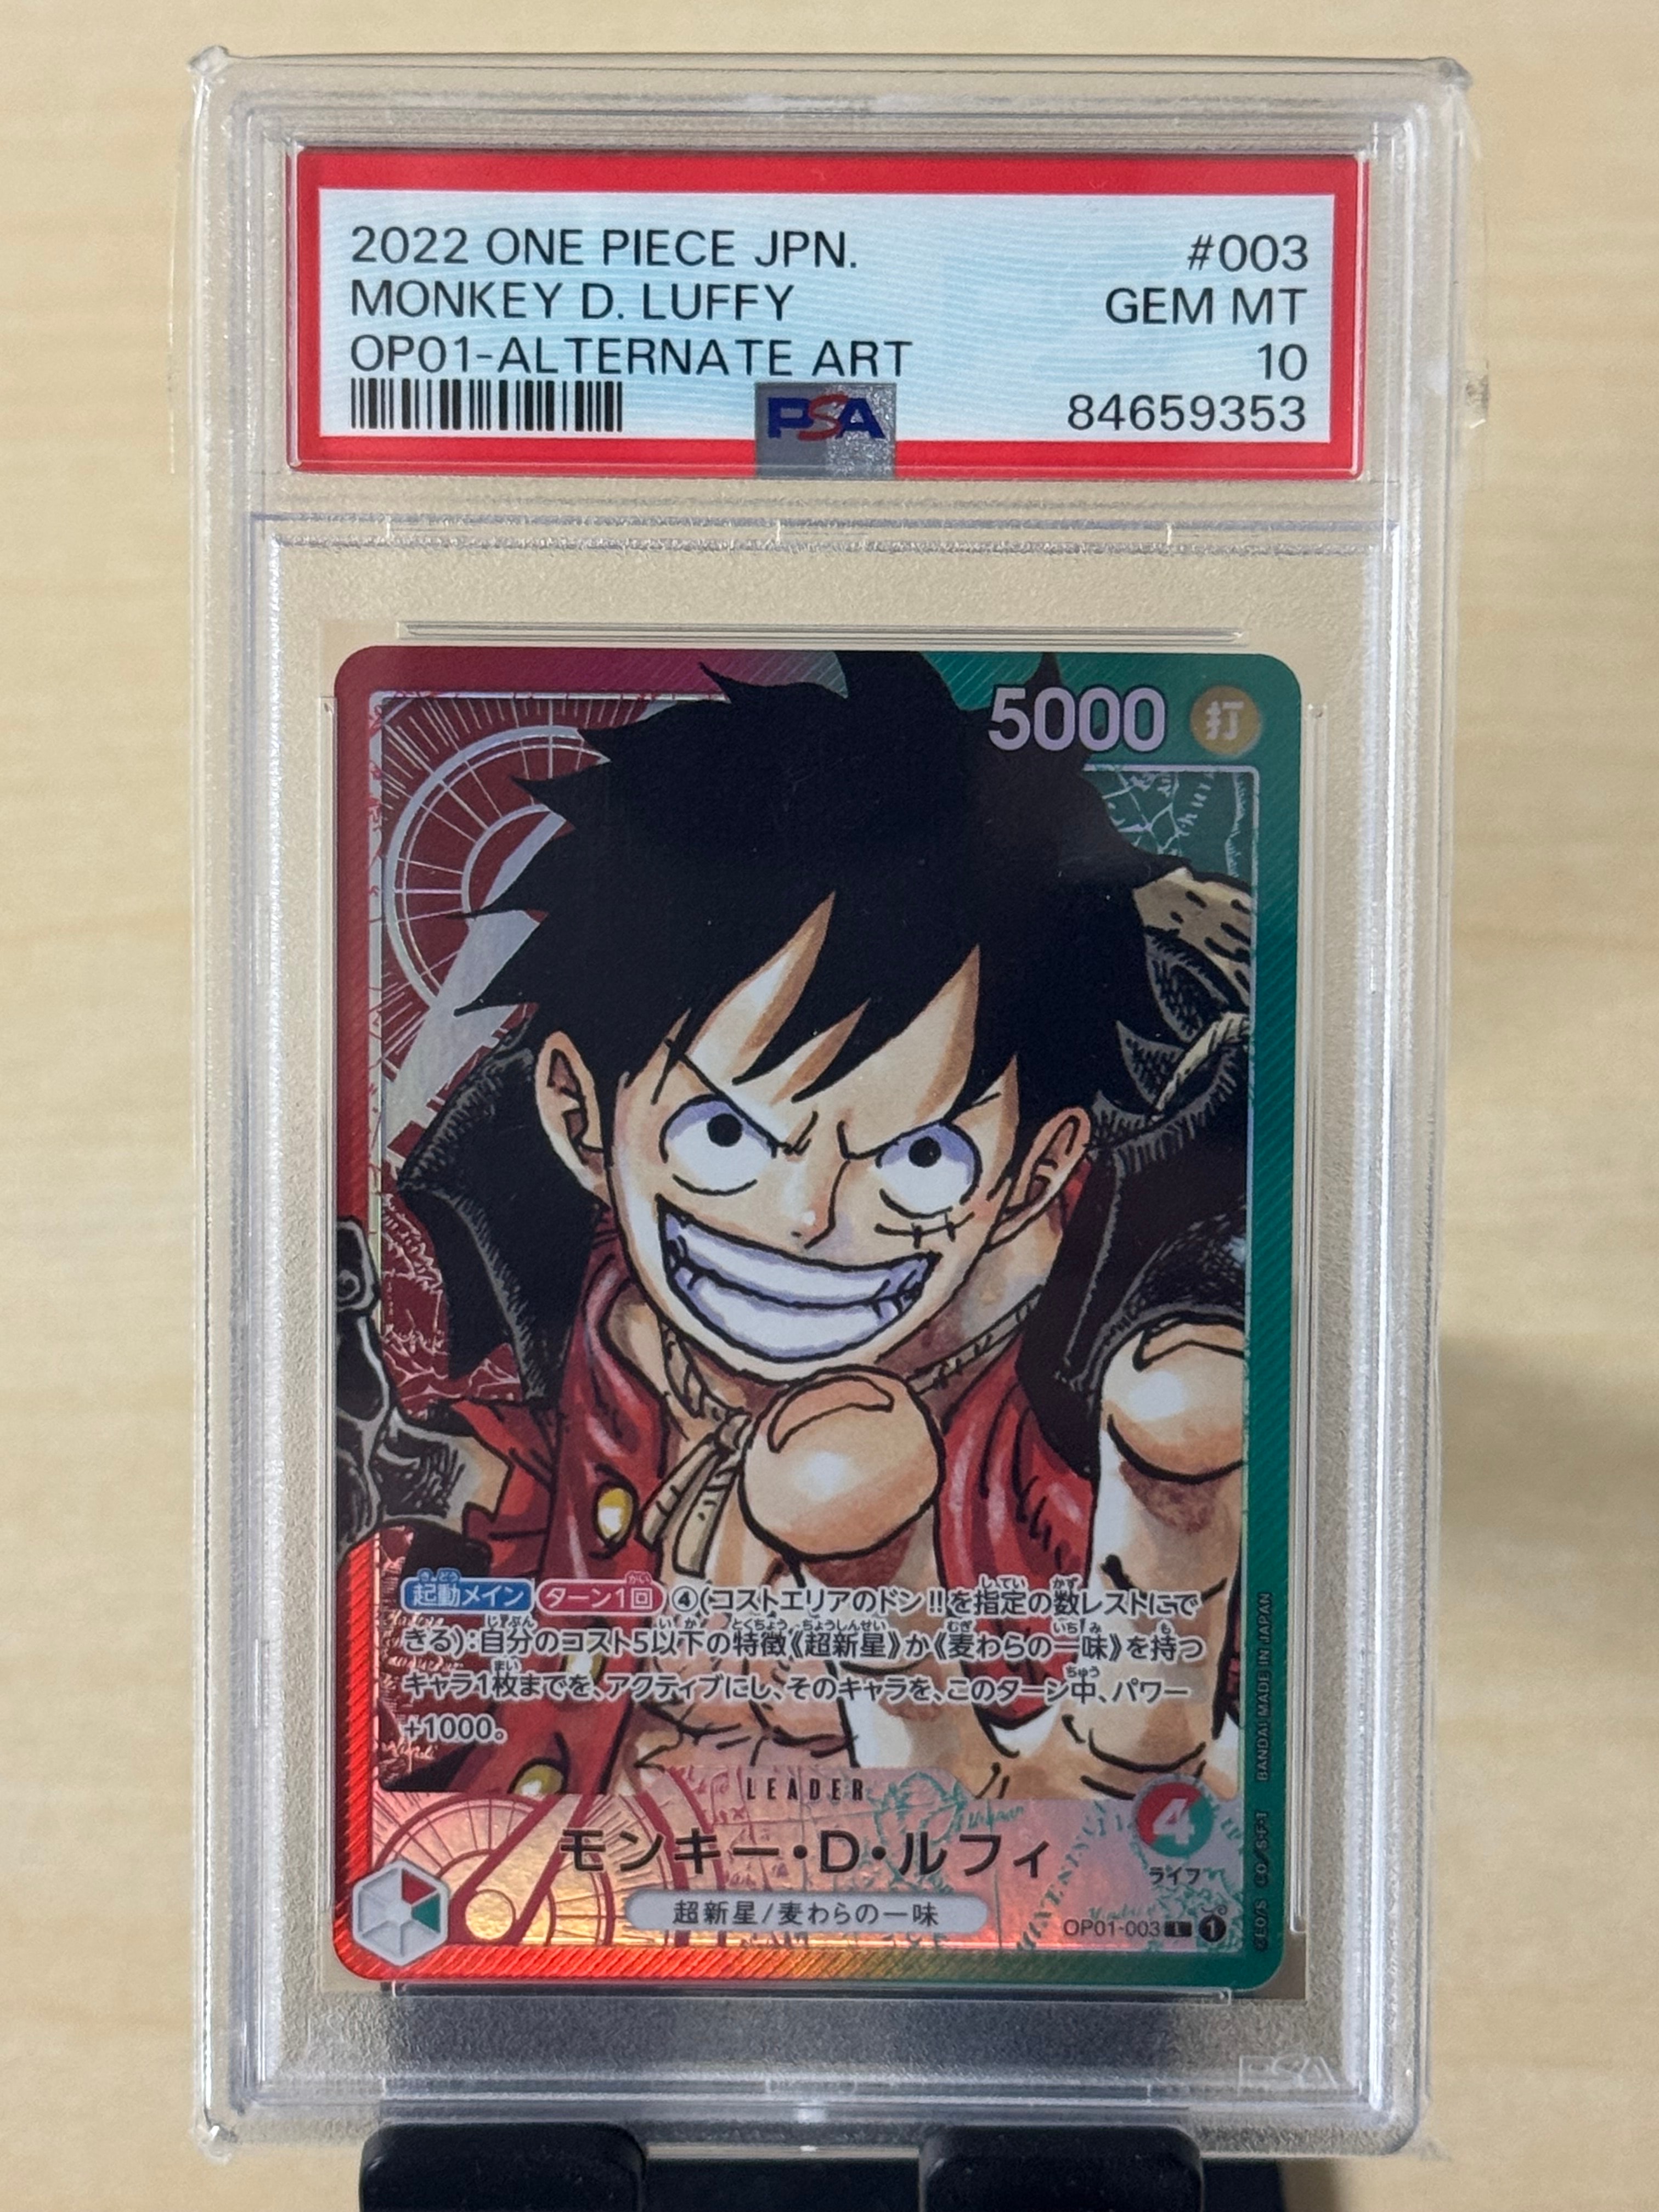 2022 ONE PIECE JPN. #003
MONKEY D. LUFFY GEM MT
OP01-ALTERNATE ART 10
84659353
PSA
5000 打
起動メイン ターン1回 ④(コストエリアのドン!!を指定の数レストにで
きる):自分のコスト5以下の特徴《超新星》か《麦わらの一味》を持つ
キャラ1枚までを、アクティブにし、そのキャラを、このターン中、パワー
+1000。
LEADER
モンキー・D・ルフィ
4
ライフ
超新星/麦わらの一味
OP01-003 L 1
BANDAI MADE IN JAPAN
PSA